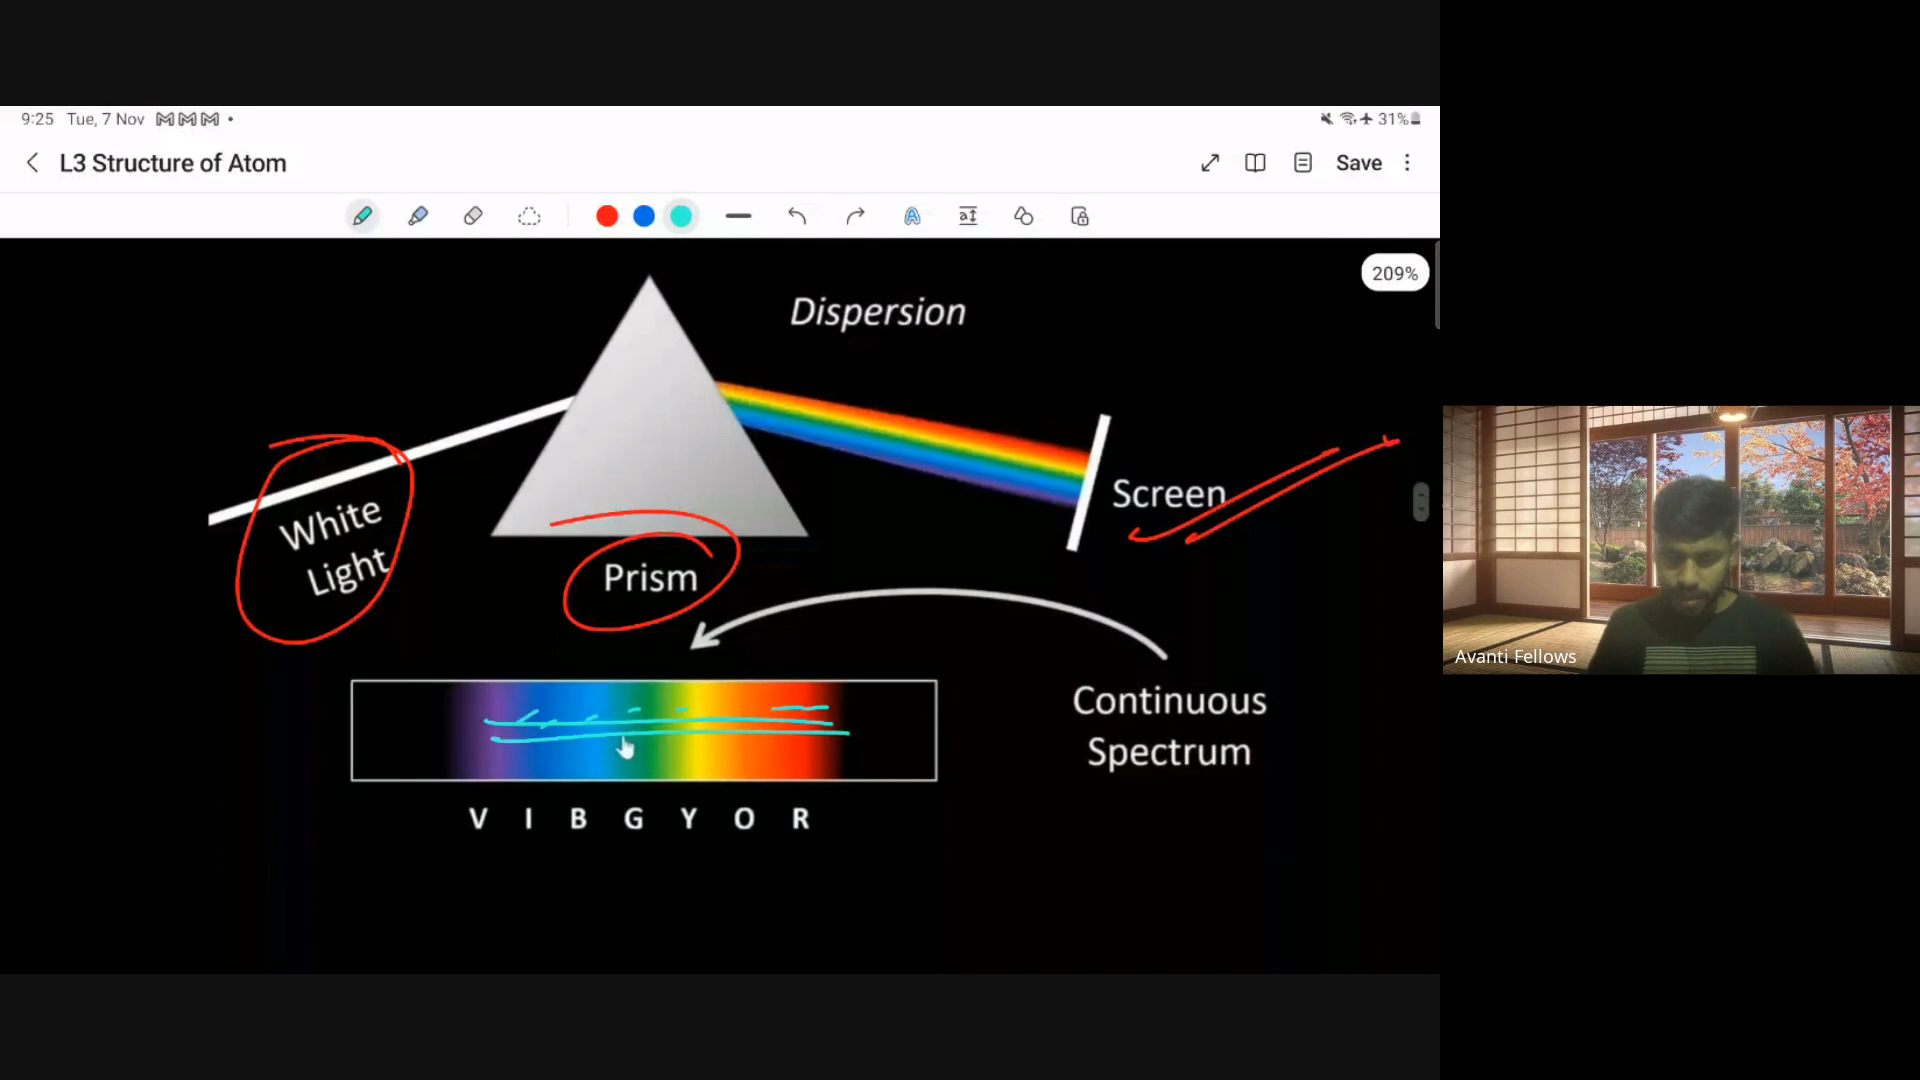 9:25 Tue, 7 Nov
31%
L3 Structure of Atom
Save
209%
Dispersion
White
Light
Prism
Screen
Continuous
Spectrum
V I B G Y O R
Avanti Fellows